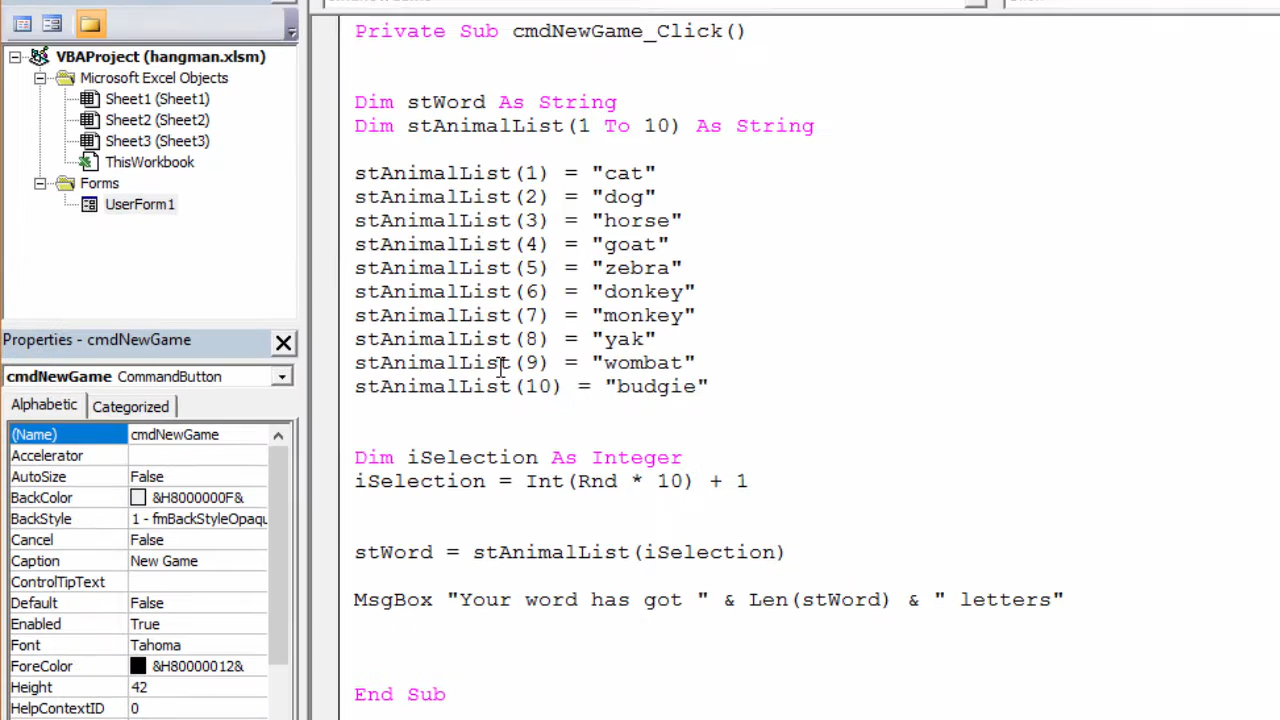 VBAProject (hangman.xlsm)
Microsoft Excel Objects
Sheet1 (Sheet1)
Sheet2 (Sheet2)
Sheet3 (Sheet3)
ThisWorkbook
Forms
UserForm1
Properties - cmdNewGame
cmdNewGame CommandButton
Alphabetic Categorized
(Name) cmdNewGame
Accelerator
AutoSize False
BackColor &H8000000F&
BackStyle 1 - fmBackStyleOpaqu
Cancel False
Caption New Game
ControlTipText
Default False
Enabled True
Font Tahoma
ForeColor &H80000012&
Height 42
HelpContextID 0
Private Sub cmdNewGame_Click()
Dim stWord As String
Dim stAnimalList(1 To 10) As String
stAnimalList(1) = "cat"
stAnimalList(2) = "dog"
stAnimalList(3) = "horse"
stAnimalList(4) = "goat"
stAnimalList(5) = "zebra"
stAnimalList(6) = "donkey"
stAnimalList(7) = "monkey"
stAnimalList(8) = "yak"
stAnimalList(9) = "wombat"
stAnimalList(10) = "budgie"
Dim iSelection As Integer
iSelection = Int(Rnd * 10) + 1
stWord = stAnimalList(iSelection)
MsgBox "Your word has got " & Len(stWord) & " letters"
End Sub